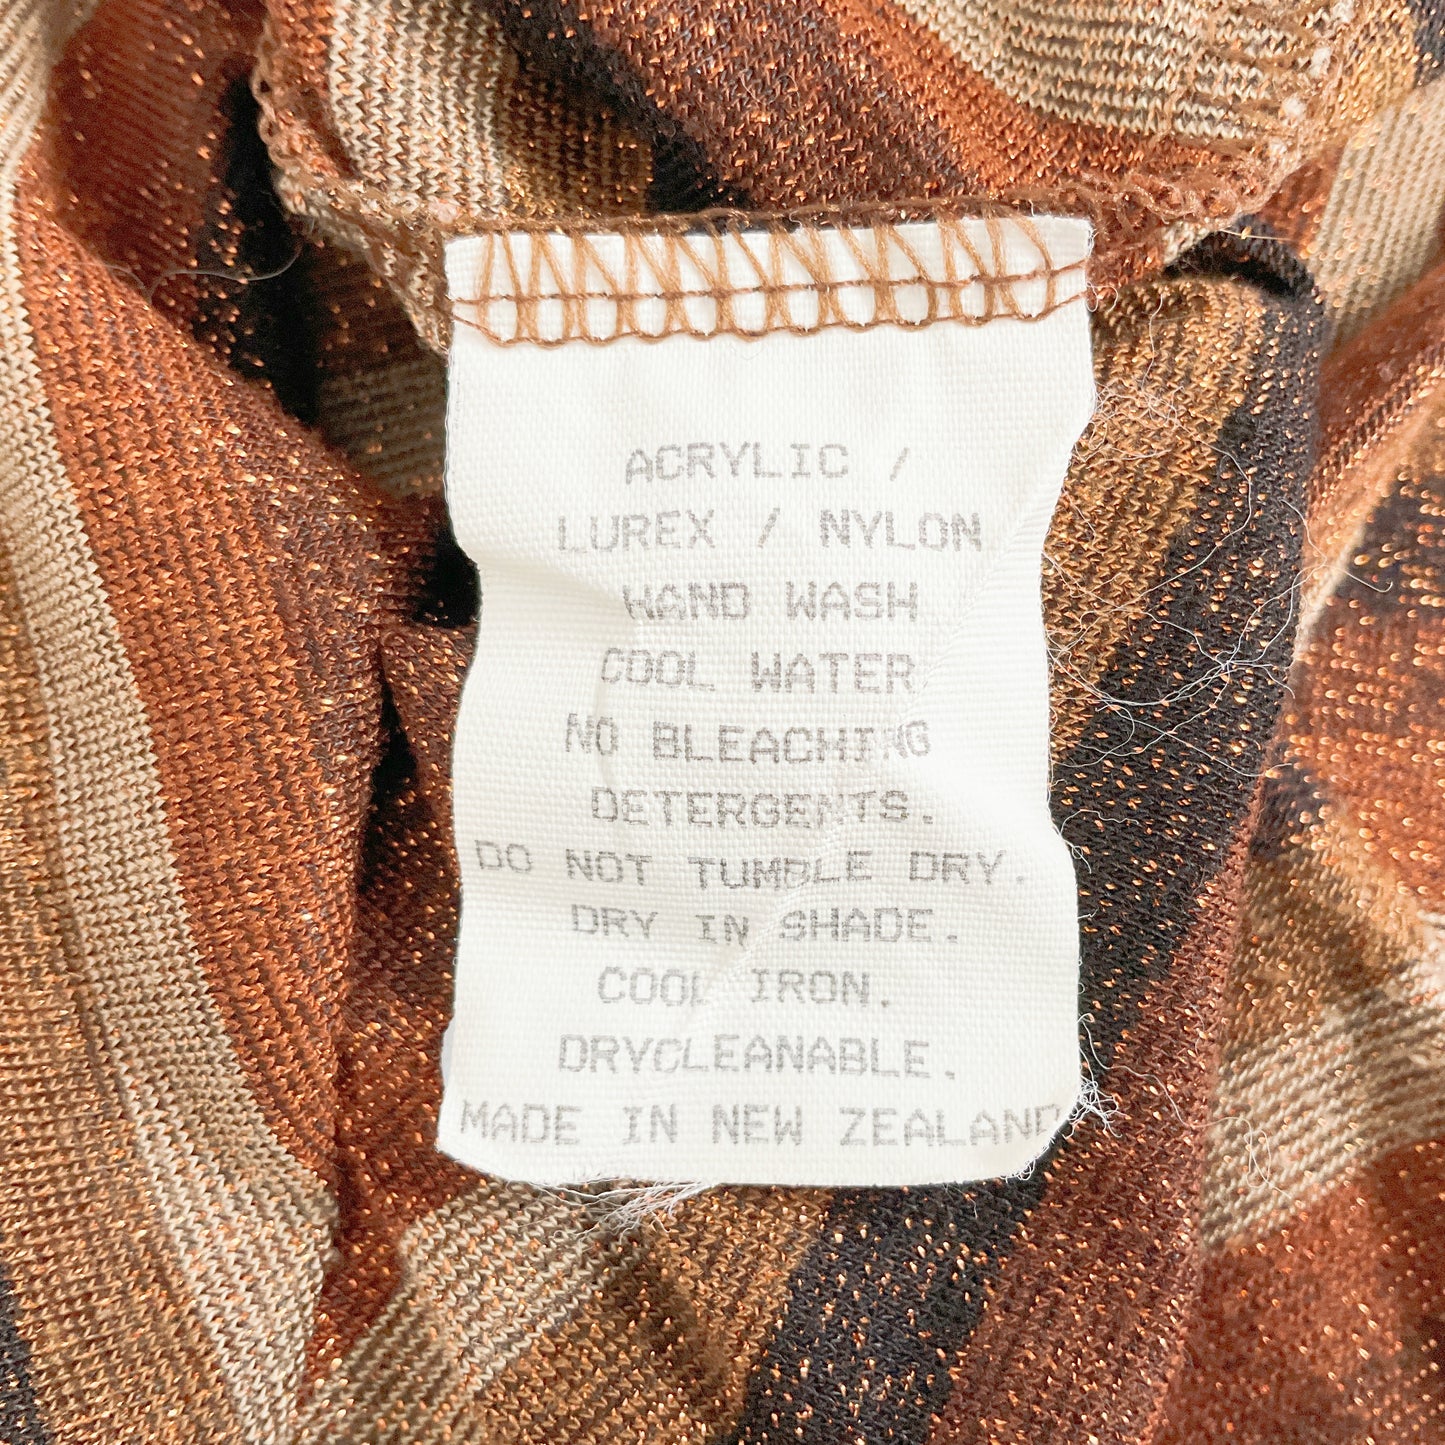 ACRYLIC /
LUREX / NYLON
HAND WASH
COOL WATER
NO BLEACHING
DETERGENTS.
DO NOT TUMBLE DRY.
DRY IN SHADE.
COOL IRON.
DRYCLEANABLE.
MADE IN NEW ZEALAND